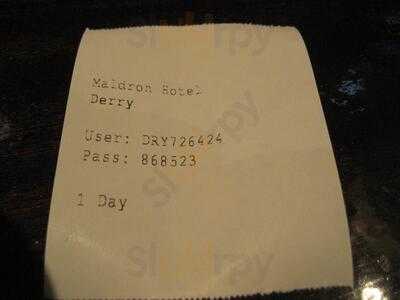 Maldron Hotel
Derry
User: DRY726424
Pass: 868523
1 Day